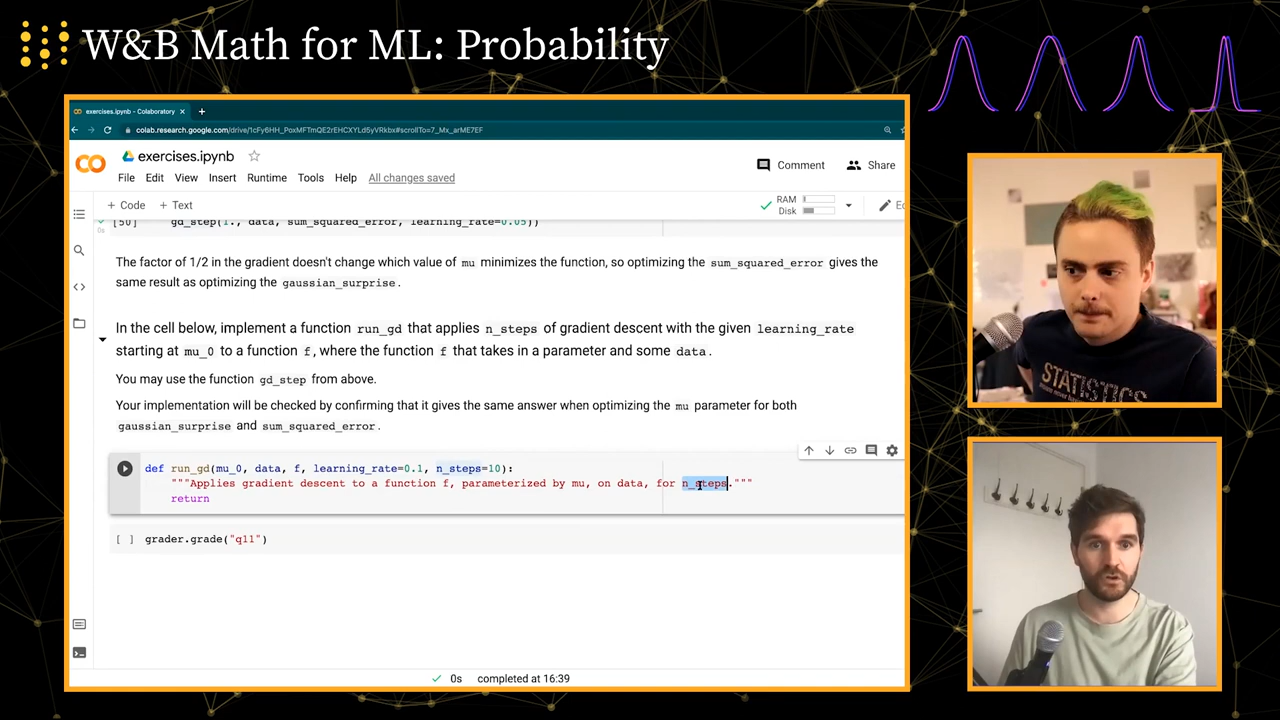 W&B Math for ML: Probability
exercises.ipynb - Colaboratory
colab.research.google.com/drive/1cFy6HH_PoxMFTmQE2rEHCXYLd5yVRkbx#scrollTo=7_Mx_arME7EF
exercises.ipynb
Comment
Share
File Edit View Insert Runtime Tools Help All changes saved
+ Code + Text
RAM
Disk
[50] gd_step(1., data, sum_squared_error, learning_rate=0.05))
0s
The factor of 1/2 in the gradient doesn't change which value of mu minimizes the function, so optimizing the sum_squared_error gives the
same result as optimizing the gaussian_surprise.
In the cell below, implement a function run_gd that applies n_steps of gradient descent with the given learning_rate
starting at mu_0 to a function f, where the function f that takes in a parameter and some data.
You may use the function gd_step from above.
Your implementation will be checked by confirming that it gives the same answer when optimizing the mu parameter for both
gaussian_surprise and sum_squared_error.
def run_gd(mu_0, data, f, learning_rate=0.1, n_steps=10):
"""Applies gradient descent to a function f, parameterized by mu, on data, for n_steps."""
return
[ ] grader.grade("q11")
0s completed at 16:39
STATISTICS